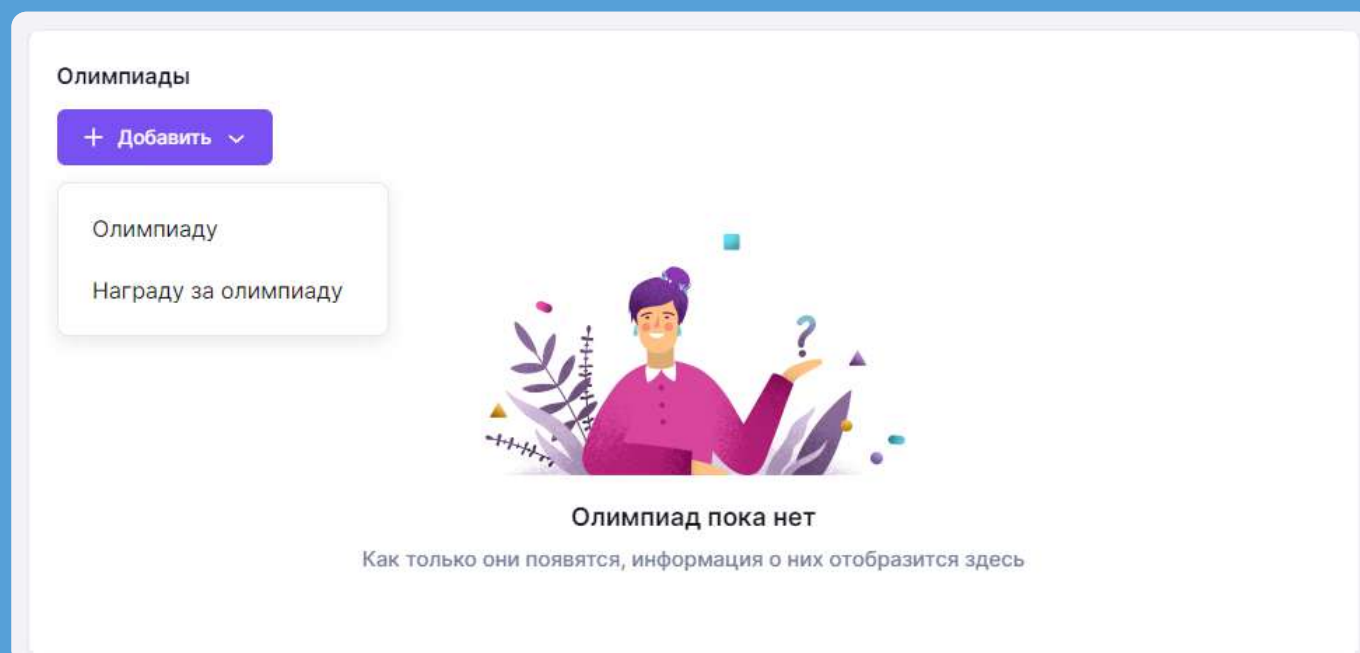 Олимпиады
+ Добавить
Олимпиаду
Награду за олимпиаду
?
Олимпиад пока нет
Как только они появятся, информация о них отобразится здесь